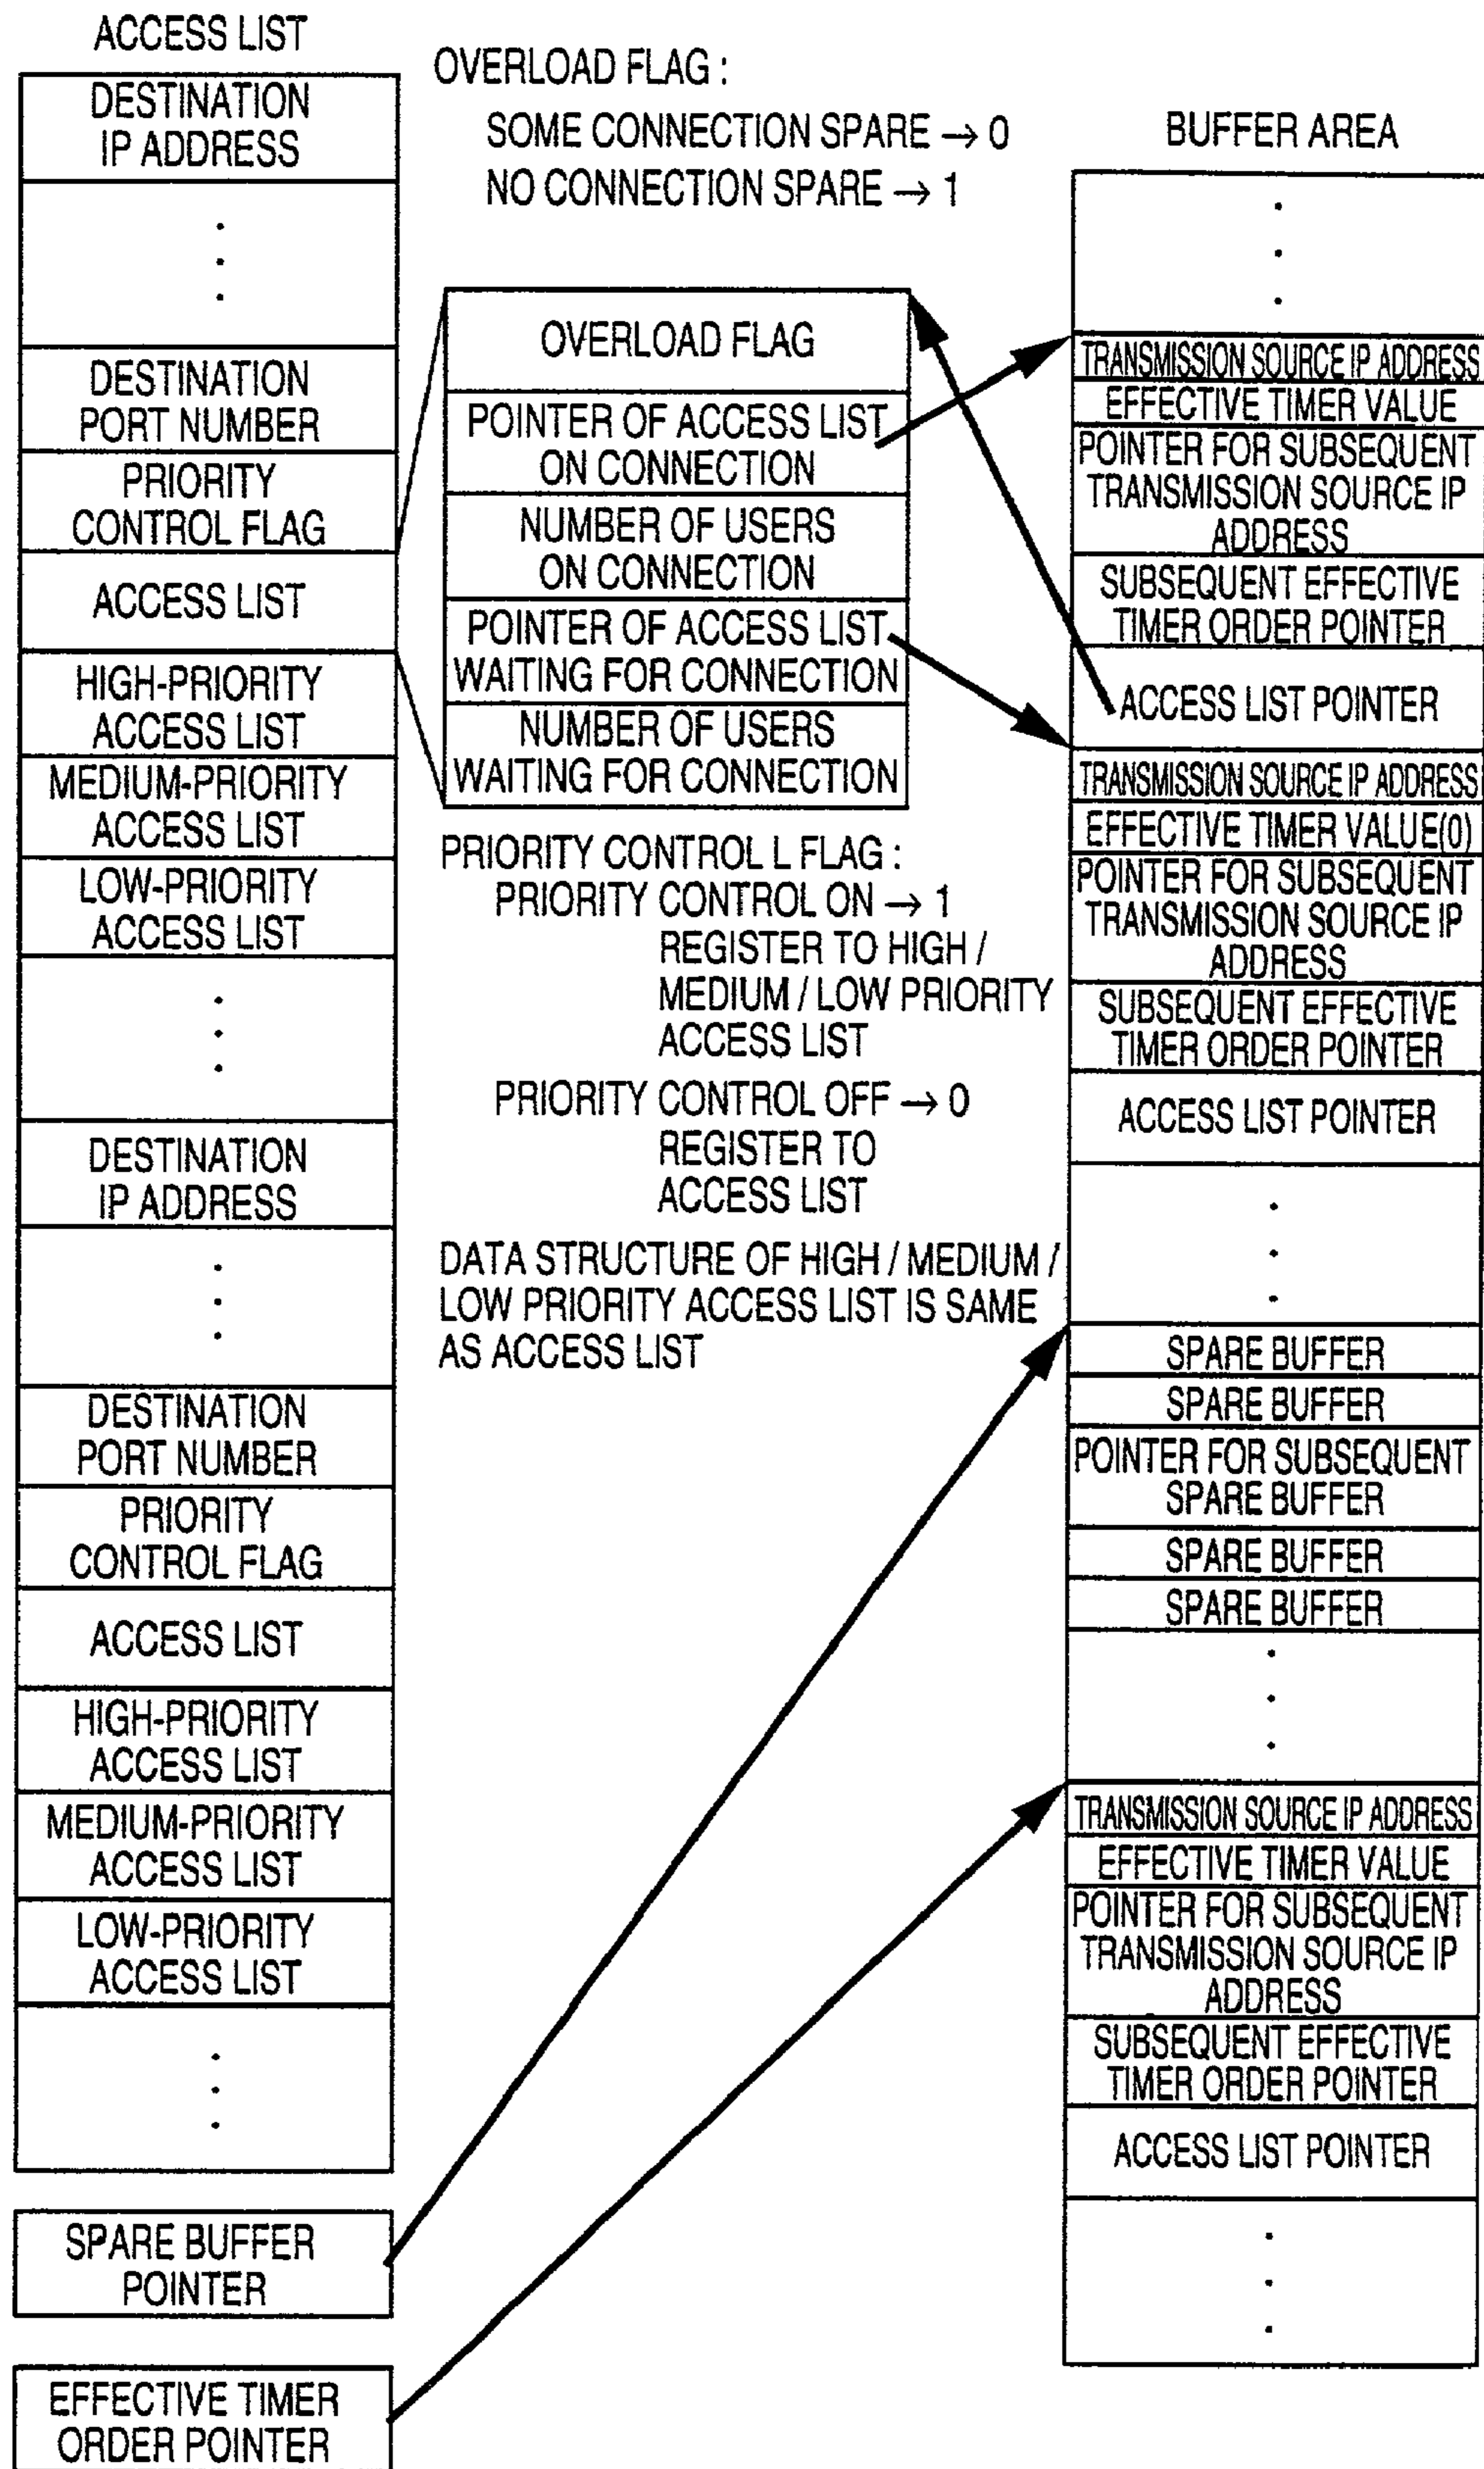 ACCESS LIST
DESTINATION
IP ADDRESS
DESTINATION
PORT NUMBER
PRIORITY
CONTROL FLAG
ACCESS LIST
HIGH-PRIORITY
ACCESS LIST
MEDIUM-PRIORITY
ACCESS LIST
LOW-PRIORITY
ACCESS LIST
DESTINATION
IP ADDRESS
DESTINATION
PORT NUMBER
PRIORITY
CONTROL FLAG
ACCESS LIST
HIGH-PRIORITY
ACCESS LIST
MEDIUM-PRIORITY
ACCESS LIST
LOW-PRIORITY
ACCESS LIST
SPARE BUFFER
POINTER
EFFECTIVE TIMER
ORDER POINTER
OVERLOAD FLAG :
SOME CONNECTION SPARE → 0
NO CONNECTION SPARE → 1
OVERLOAD FLAG
POINTER OF ACCESS LIST
ON CONNECTION
NUMBER OF USERS
ON CONNECTION
POINTER OF ACCESS LIST
WAITING FOR CONNECTION
NUMBER OF USERS
WAITING FOR CONNECTION
PRIORITY CONTROL L FLAG :
PRIORITY CONTROL ON → 1
REGISTER TO HIGH /
MEDIUM / LOW PRIORITY
ACCESS LIST
PRIORITY CONTROL OFF → 0
REGISTER TO
ACCESS LIST
DATA STRUCTURE OF HIGH / MEDIUM /
LOW PRIORITY ACCESS LIST IS SAME
AS ACCESS LIST
BUFFER AREA
TRANSMISSION SOURCE IP ADDRESS
EFFECTIVE TIMER VALUE
POINTER FOR SUBSEQUENT
TRANSMISSION SOURCE IP
ADDRESS
SUBSEQUENT EFFECTIVE
TIMER ORDER POINTER
ACCESS LIST POINTER
TRANSMISSION SOURCE IP ADDRESS
EFFECTIVE TIMER VALUE(0)
POINTER FOR SUBSEQUENT
TRANSMISSION SOURCE IP
ADDRESS
SUBSEQUENT EFFECTIVE
TIMER ORDER POINTER
ACCESS LIST POINTER
SPARE BUFFER
SPARE BUFFER
POINTER FOR SUBSEQUENT
SPARE BUFFER
SPARE BUFFER
SPARE BUFFER
TRANSMISSION SOURCE IP ADDRESS
EFFECTIVE TIMER VALUE
POINTER FOR SUBSEQUENT
TRANSMISSION SOURCE IP
ADDRESS
SUBSEQUENT EFFECTIVE
TIMER ORDER POINTER
ACCESS LIST POINTER